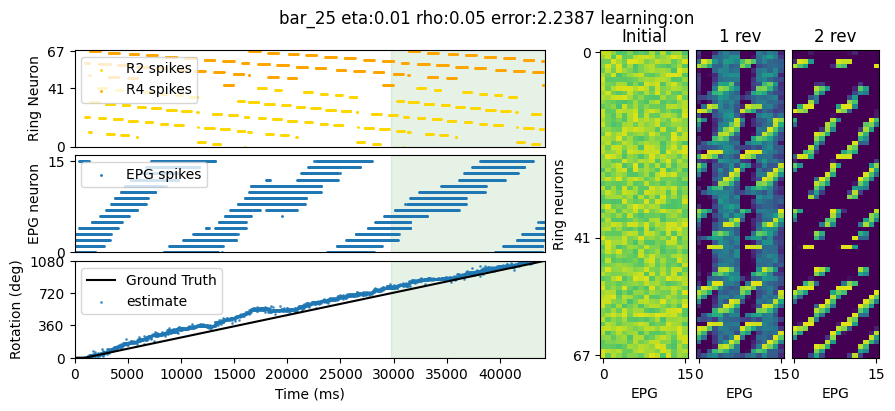 bar_25 eta:0.01 rho:0.05 error:2.2387 learning:on
Initial 1 rev 2 rev
Ring Neuron
67
41
0
R2 spikes
R4 spikes
EPG neuron
15
0
EPG spikes
Rotation (deg)
1080
720
360
0
Ground Truth
estimate
0 5000 10000 15000 20000 25000 30000 35000 40000
Time (ms)
Ring neurons
0
41
67
0 15 0 15 0 15
EPG EPG EPG